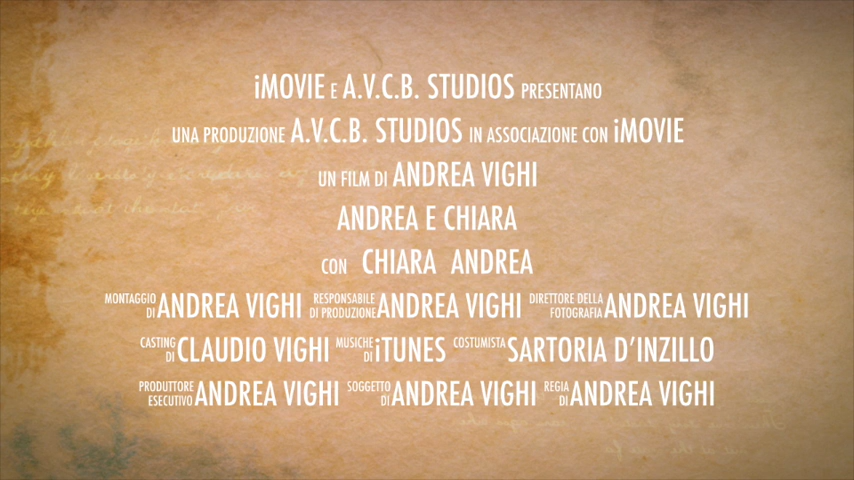 iMOVIE E A.V.C.B. STUDIOS PRESENTANO
UNA PRODUZIONE A.V.C.B. STUDIOS IN ASSOCIAZIONE CON iMOVIE
UN FILM DI ANDREA VIGHI
ANDREA E CHIARA
CON CHIARA ANDREA
MONTAGGIO DI ANDREA VIGHI RESPONSABILE DI PRODUZIONE ANDREA VIGHI DIRETTORE DELLA FOTOGRAFIA ANDREA VIGHI
CASTING DI CLAUDIO VIGHI MUSICHE DI iTUNES COSTUMISTA SARTORIA D'INZILLO
PRODUTTORE ESECUTIVO ANDREA VIGHI SOGGETTO DI ANDREA VIGHI REGIA DI ANDREA VIGHI